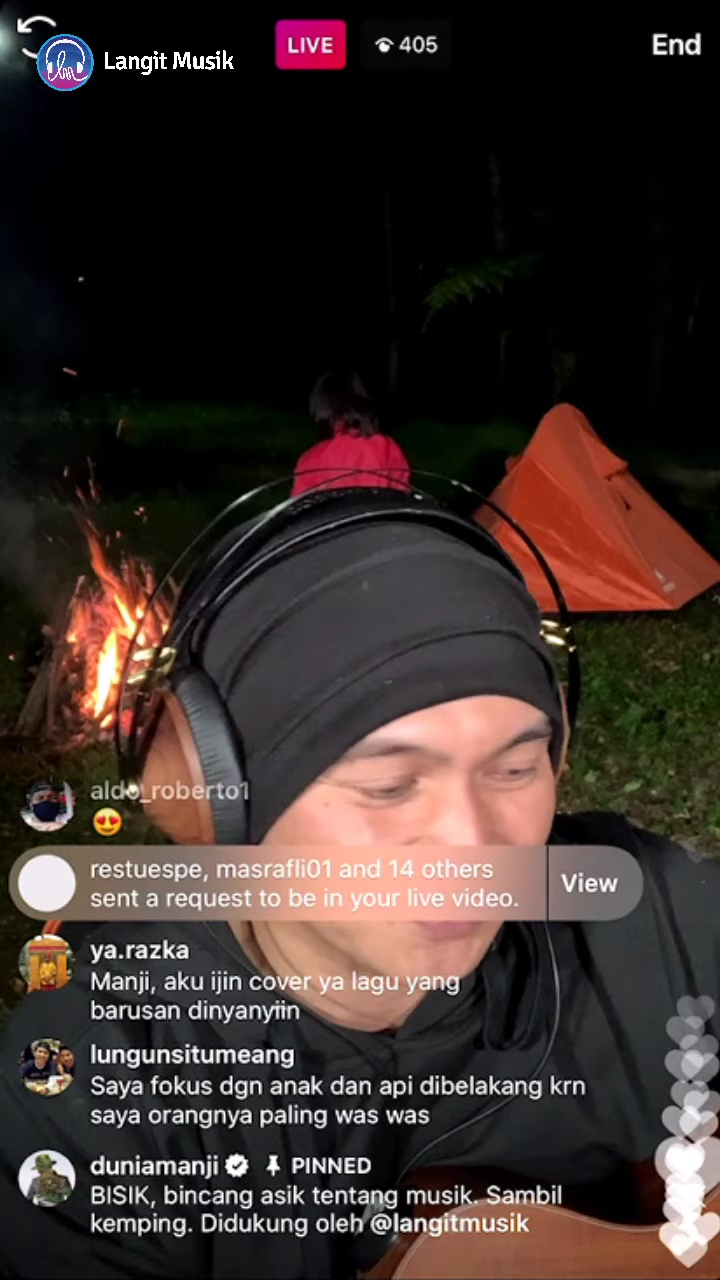 Langit Musik
LIVE
405
End
aldo_roberto1
😍
restuespe, masrafli01 and 14 others
sent a request to be in your live video.
View
ya.razka
Manji, aku ijin cover ya lagu yang
barusan dinyanyiin
lungunsitumeang
Saya fokus dgn anak dan api dibelakang krn
saya orangnya paling was was
duniamanji PINNED
BISIK, bincang asik tentang musik. Sambil
kemping. Didukung oleh @langitmusik